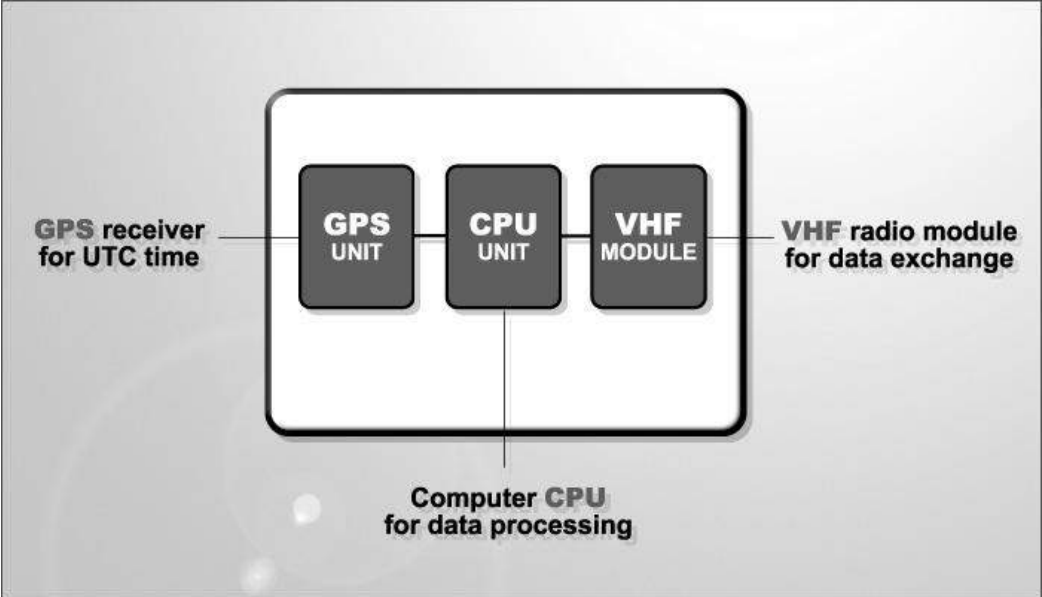 GPS
UNIT
CPU
UNIT
VHF
MODULE
GPS receiver
for UTC time
VHF radio module
for data exchange
Computer CPU
for data processing